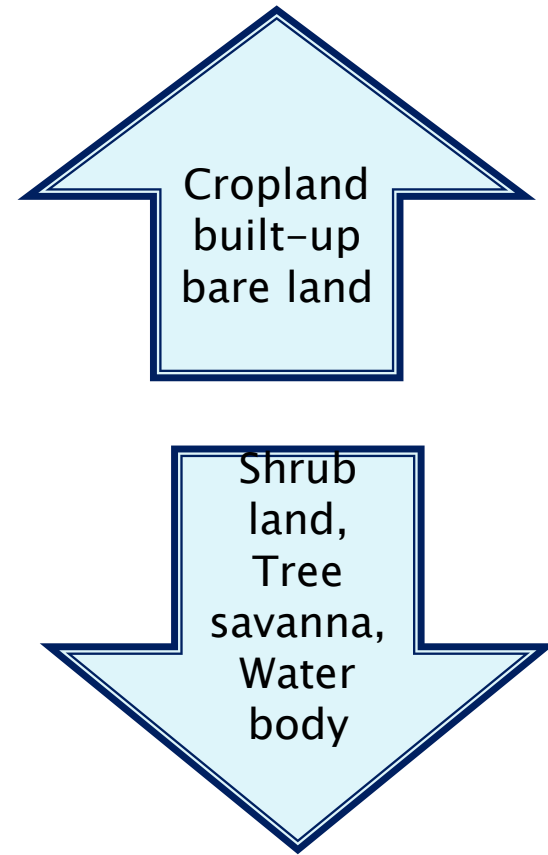 Cropland
built-up
bare land
Shrub
land,
Tree
savanna,
Water
body